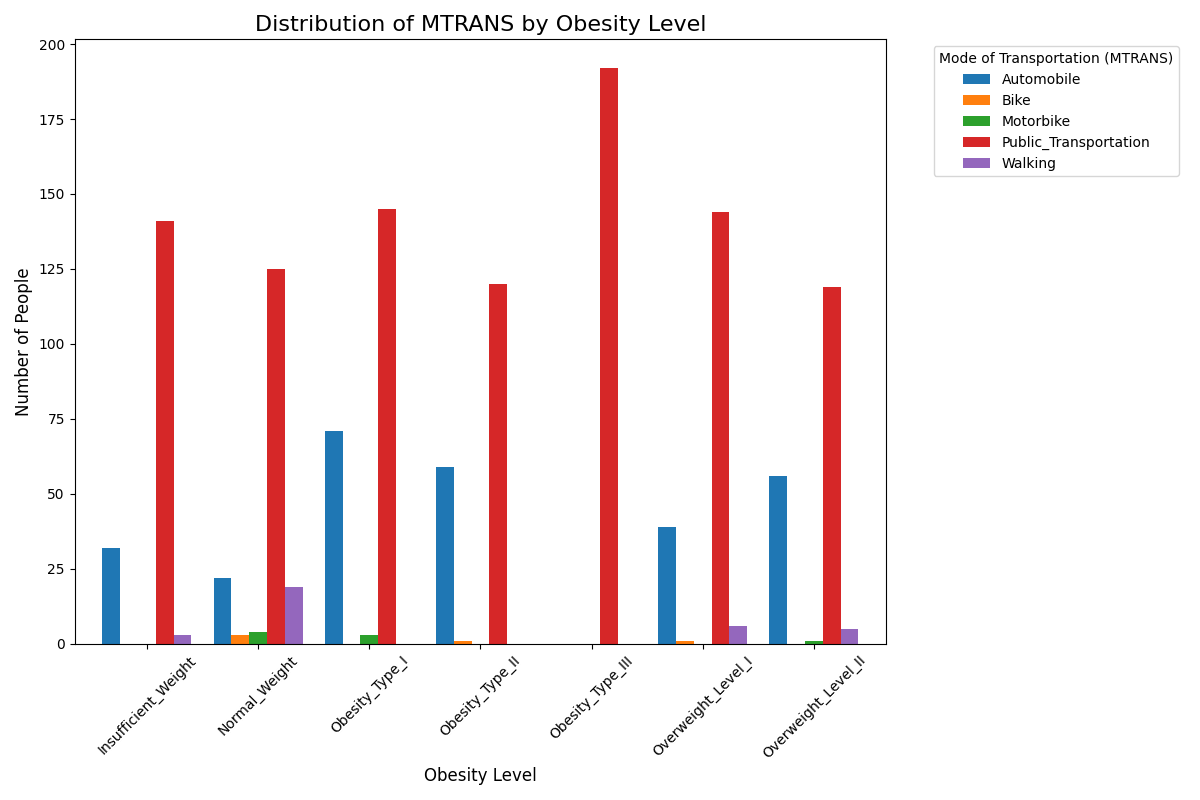 Distribution of MTRANS by Obesity Level
Number of People
200
175
150
125
100
75
50
25
0
Insufficient_Weight
Normal_Weight
Obesity_Type_I
Obesity_Type_II
Obesity_Type_III
Overweight_Level_I
Overweight_Level_II
Obesity Level
Mode of Transportation (MTRANS)
Automobile
Bike
Motorbike
Public_Transportation
Walking